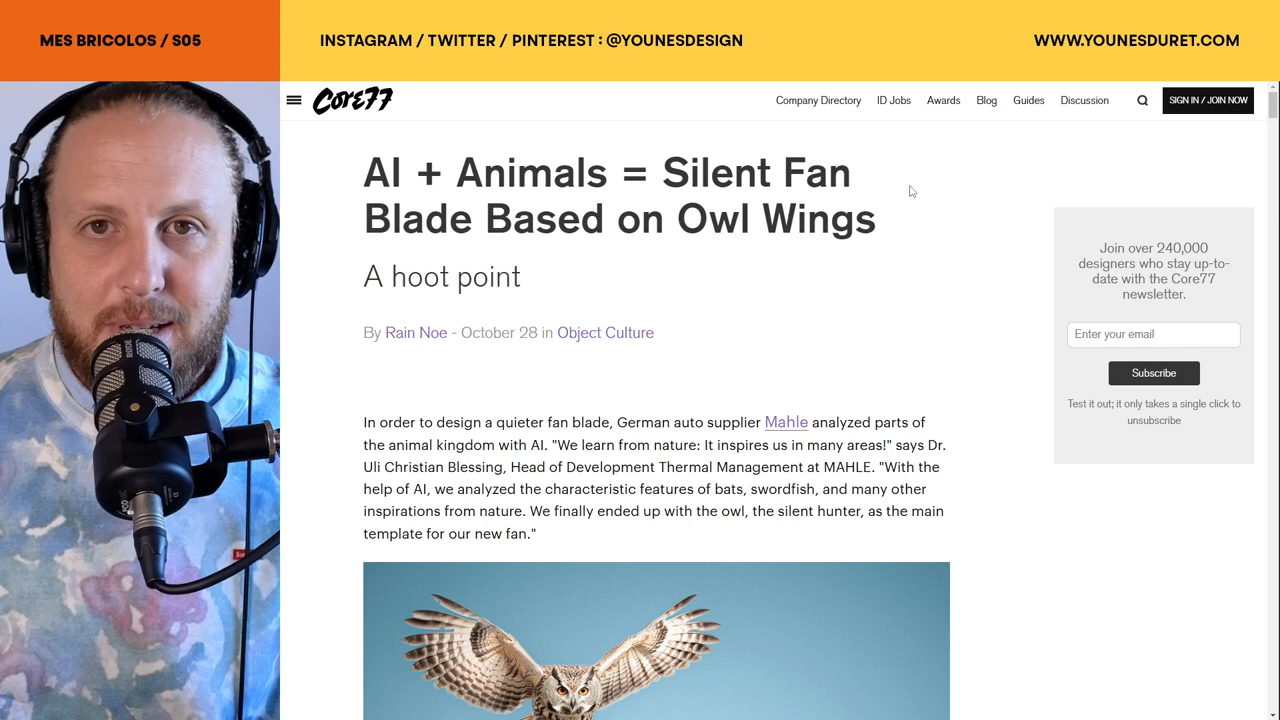 MES BRICOLOS / S05
INSTAGRAM / TWITTER / PINTEREST : @YOUNESDESIGN
WWW.YOUNESDURET.COM
Core77
Company Directory
ID Jobs
Awards
Blog
Guides
Discussion
SIGN IN / JOIN NOW
AI + Animals = Silent Fan
Blade Based on Owl Wings
A hoot point
By Rain Noe - October 28 in Object Culture
In order to design a quieter fan blade, German auto supplier Mahle analyzed parts of
the animal kingdom with AI. "We learn from nature: It inspires us in many areas!" says Dr.
Uli Christian Blessing, Head of Development Thermal Management at MAHLE. "With the
help of AI, we analyzed the characteristic features of bats, swordfish, and many other
inspirations from nature. We finally ended up with the owl, the silent hunter, as the main
template for our new fan."
Join over 240,000
designers who stay up-to-
date with the Core77
newsletter.
Enter your email
Subscribe
Test it out; it only takes a single click to
unsubscribe
RØDE